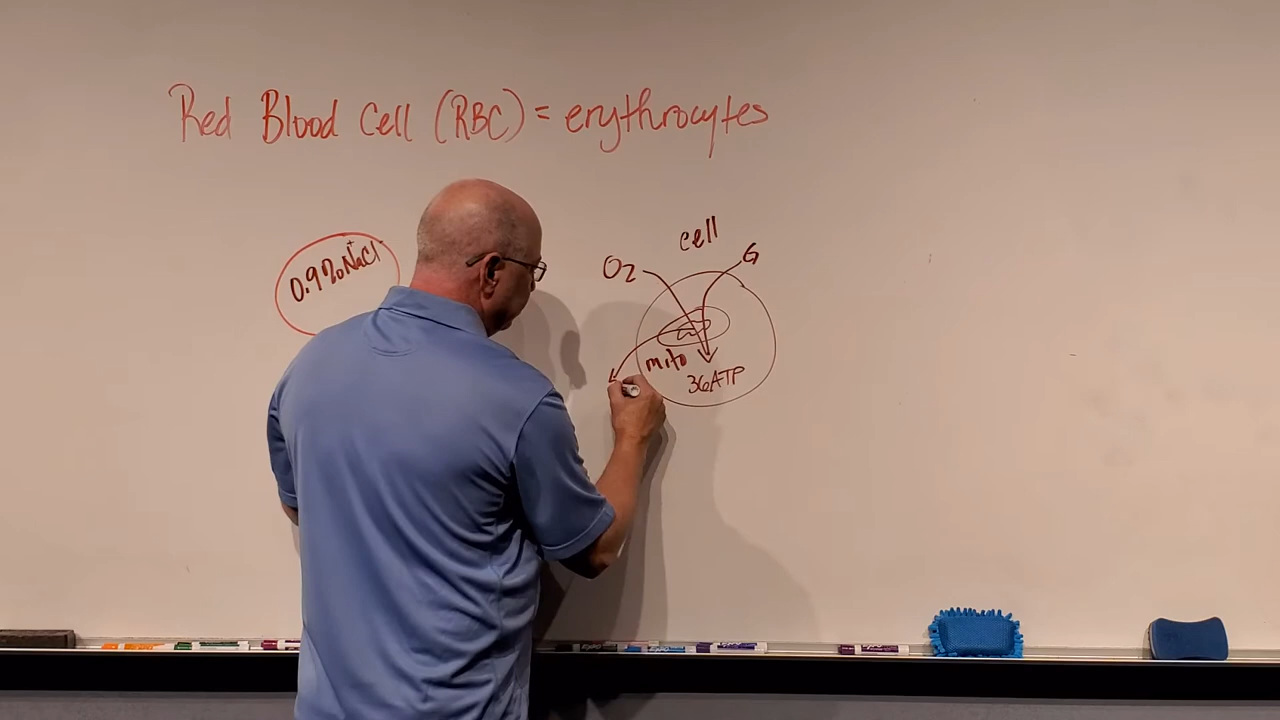 Red Blood Cell (RBC) = erythrocytes
cell
0.9% NaCl
O2
G
mito
36ATP